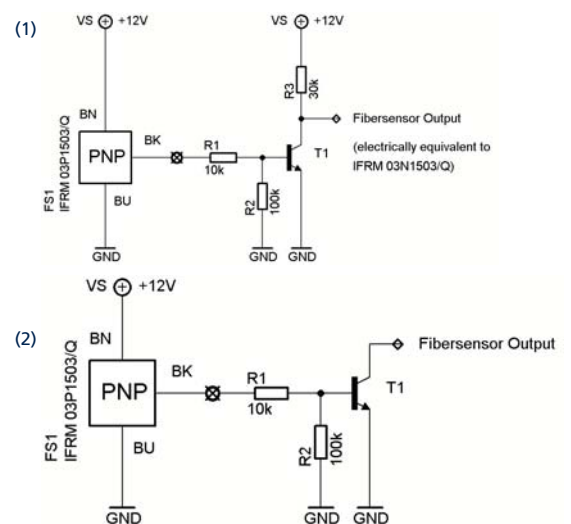 (1)
VS +12V
VS +12V
R3
30k
BN
Fibersensor Output
BK
R1
T1
(electrically equivalent to
IFRM 03N1503/Q)
PNP
10k
FS1
IFRM 03P1503/Q
R2
100k
BU
GND
GND
GND
VS +12V
(2)
BN
Fibersensor Output
BK
R1
T1
PNP
10k
FS1
IFRM 03P1503/Q
R2
100k
BU
GND
GND
GND